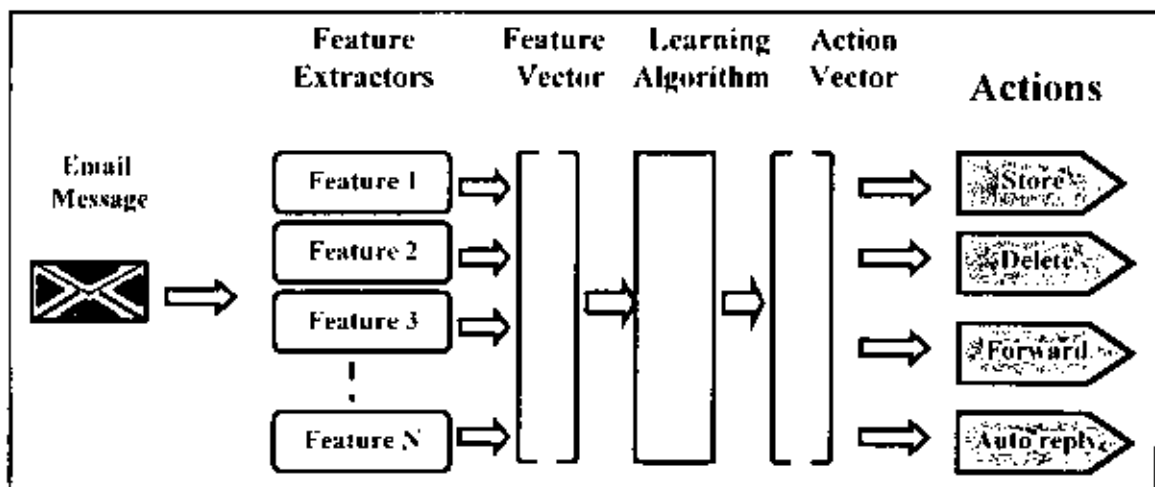 Feature
Extractors
Feature
Vector
Learning
Algorithm
Action
Vector
Actions
Email
Message
Feature 1
Feature 2
Feature 3
Feature N
Store
Delete
Forward
Auto reply